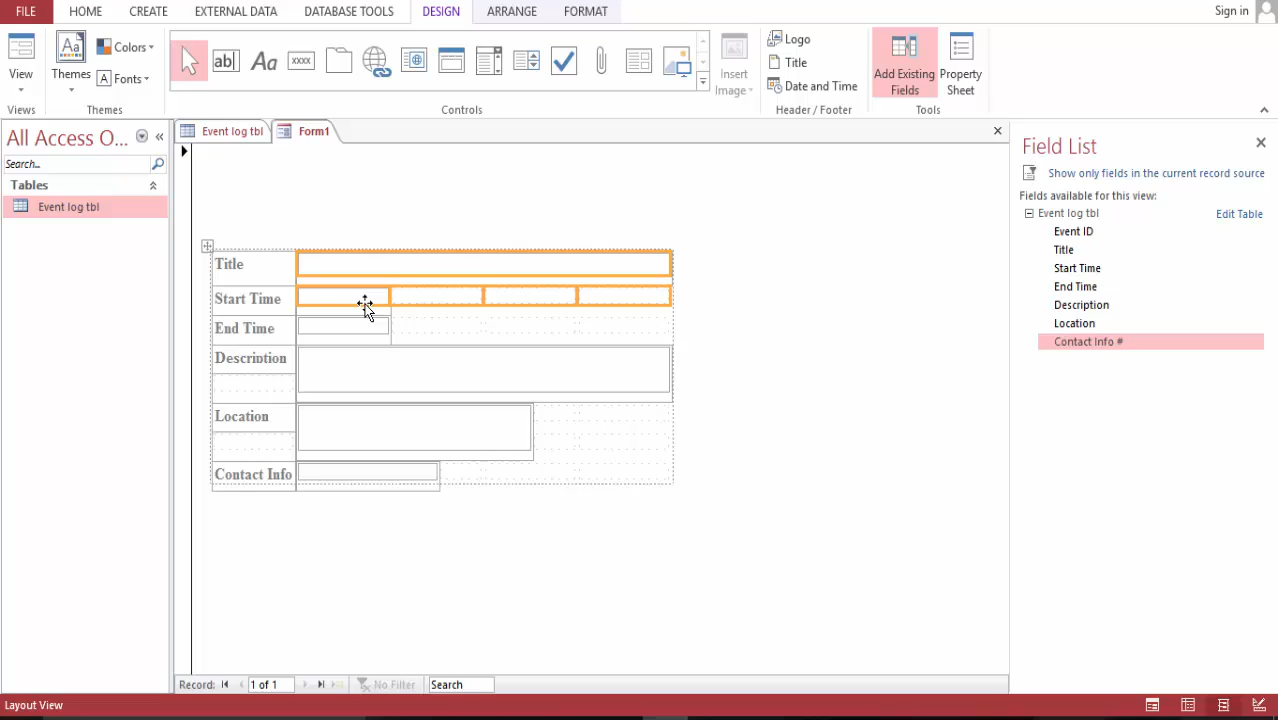 FILE HOME CREATE EXTERNAL DATA DATABASE TOOLS DESIGN ARRANGE FORMAT Sign in
View
Views
Themes
Aa
Colors
A Fonts
Themes
ab|
Aa
xxxx
Controls
Insert
Image
Logo
Title
Date and Time
Header / Footer
Add Existing
Fields
Property
Sheet
Tools
All Access O...
Search...
Tables
Event log tbl
Event log tbl
Form1
Title
Start Time
End Time
Description
Location
Contact Info
Record: 1 of 1 No Filter Search
Field List
Show only fields in the current record source
Fields available for this view:
Event log tbl Edit Table
Event ID
Title
Start Time
End Time
Description
Location
Contact Info #
Layout View